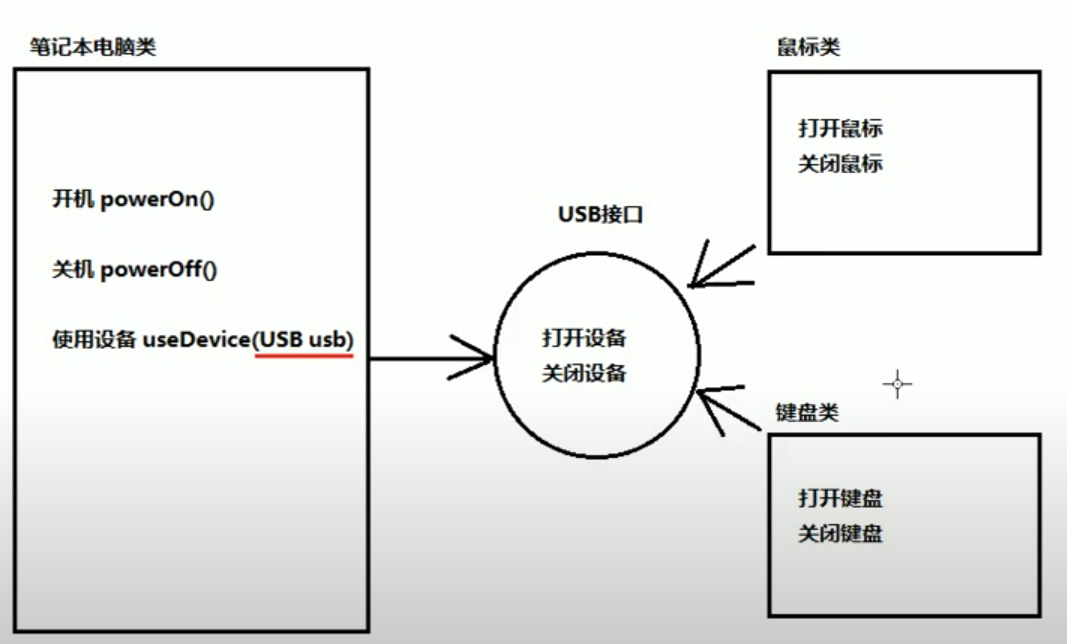 笔记本电脑类
开机 powerOn()
关机 powerOff()
使用设备 useDevice(USB usb)
USB接口
打开设备
关闭设备
鼠标类
打开鼠标
关闭鼠标
键盘类
打开键盘
关闭键盘